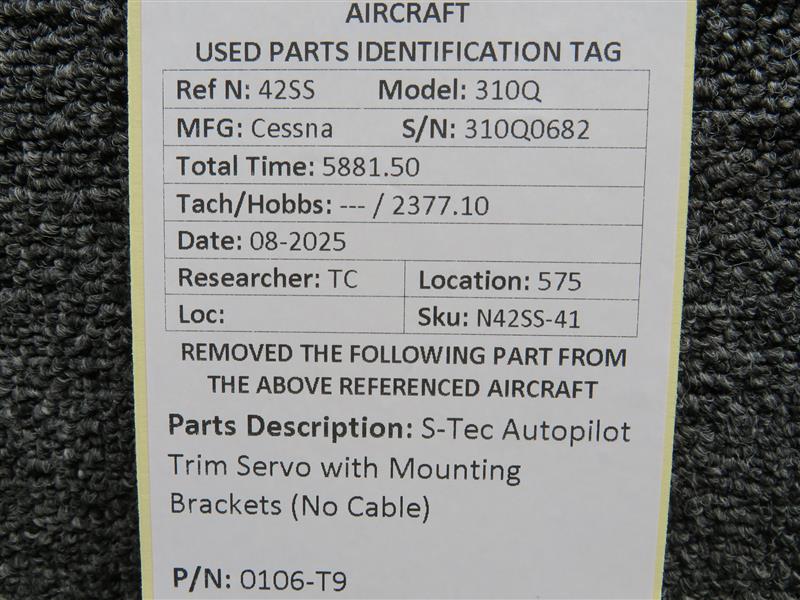 AIRCRAFT
USED PARTS IDENTIFICATION TAG
Ref N: 42SS Model: 310Q
MFG: Cessna S/N: 310Q0682
Total Time: 5881.50
Tach/Hobbs: --- / 2377.10
Date: 08-2025
Researcher: TC Location: 575
Loc: Sku: N42SS-41
REMOVED THE FOLLOWING PART FROM
THE ABOVE REFERENCED AIRCRAFT
Parts Description: S-Tec Autopilot
Trim Servo with Mounting
Brackets (No Cable)
P/N: 0106-T9